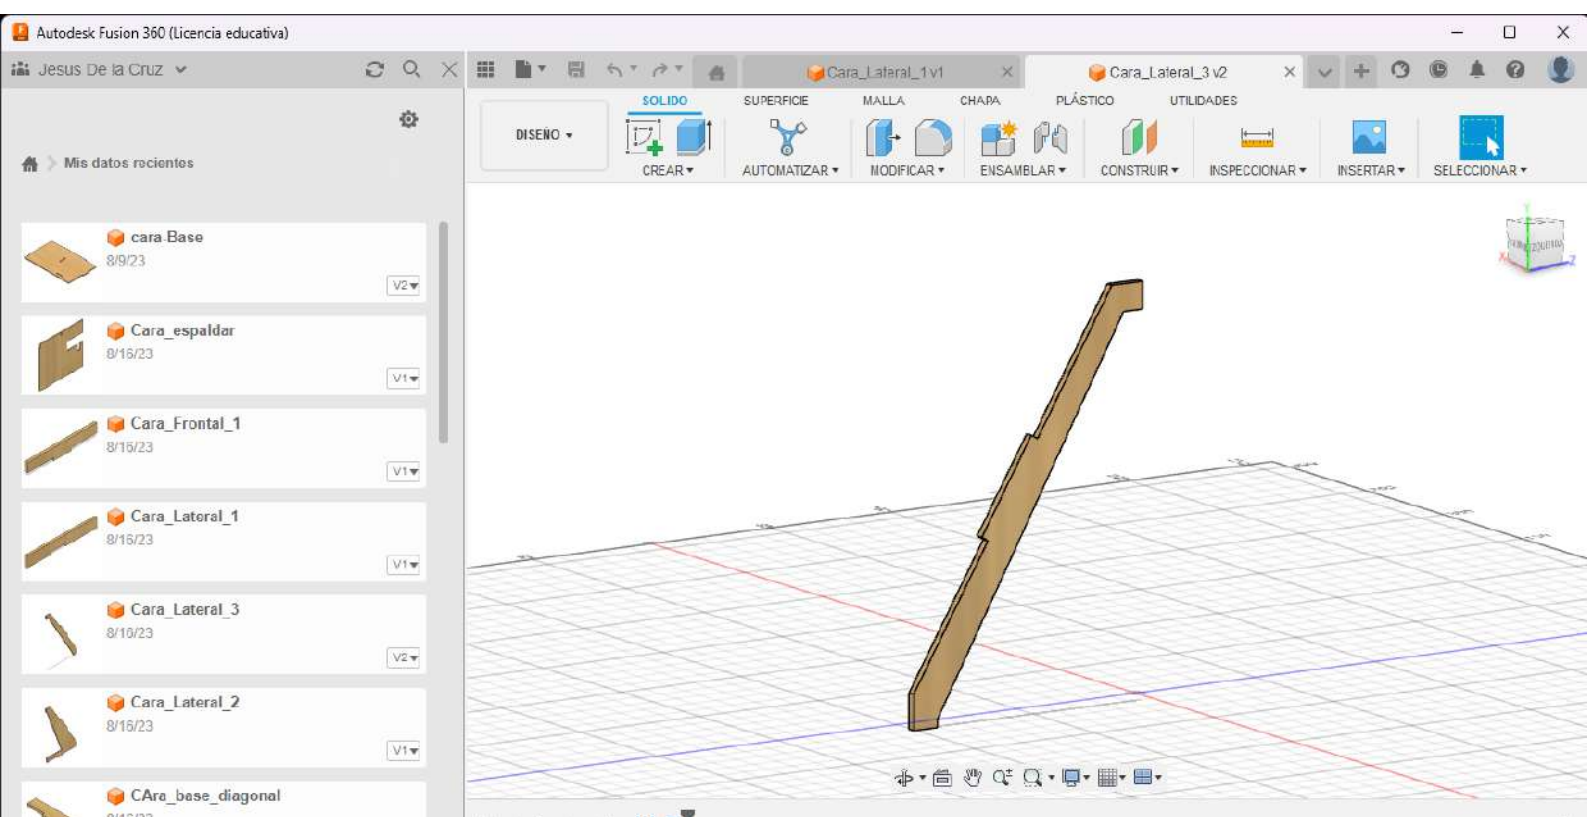 Autodesk Fusion 360 (Licencia educativa)
Jesus De la Cruz
Cara_Lateral_1 v1
Cara_Lateral_3 v2
SOLIDO
SUPERFICIE
MALLA
CHAPA
PLÁSTICO
UTILIDADES
DISEÑO
CREAR
AUTOMATIZAR
MODIFICAR
ENSAMBLAR
CONSTRUIR
INSPECCIONAR
INSERTAR
SELECCIONAR
Mis datos recientes
cara Base
8/9/23
V2
Cara_espaldar
8/16/23
V1
Cara_Frontal_1
8/16/23
V1
Cara_Lateral_1
8/16/23
V1
Cara_Lateral_3
8/16/23
V2
Cara_Lateral_2
8/16/23
V1
CAra_base_diagonal
Y
X
Z